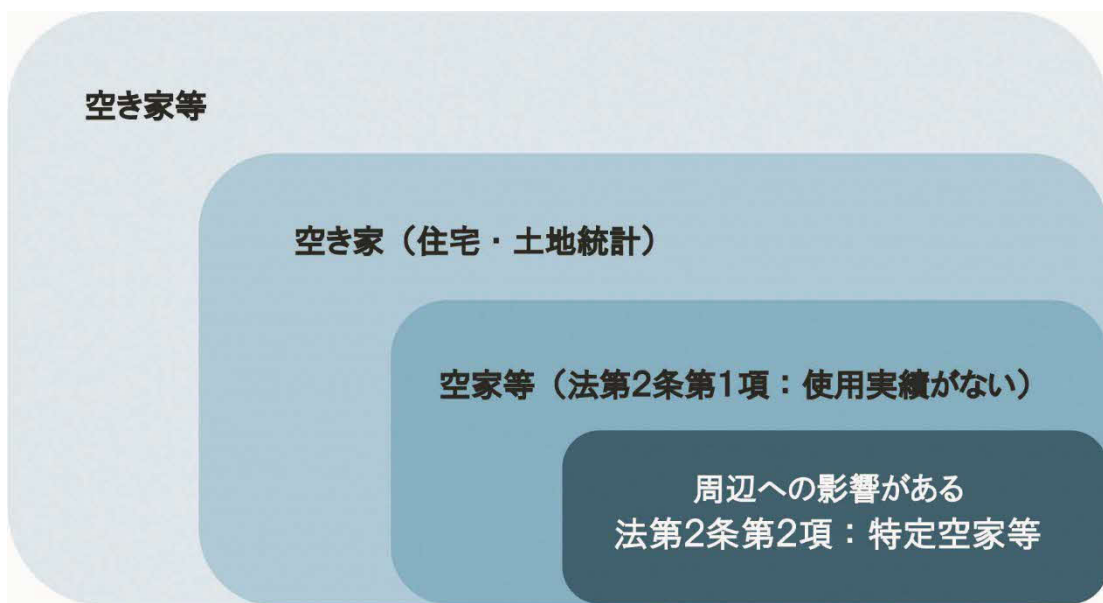 空き家等
空き家（住宅・土地統計）
空家等（法第2条第1項：使用実績がない）
周辺への影響がある
法第2条第2項：特定空家等